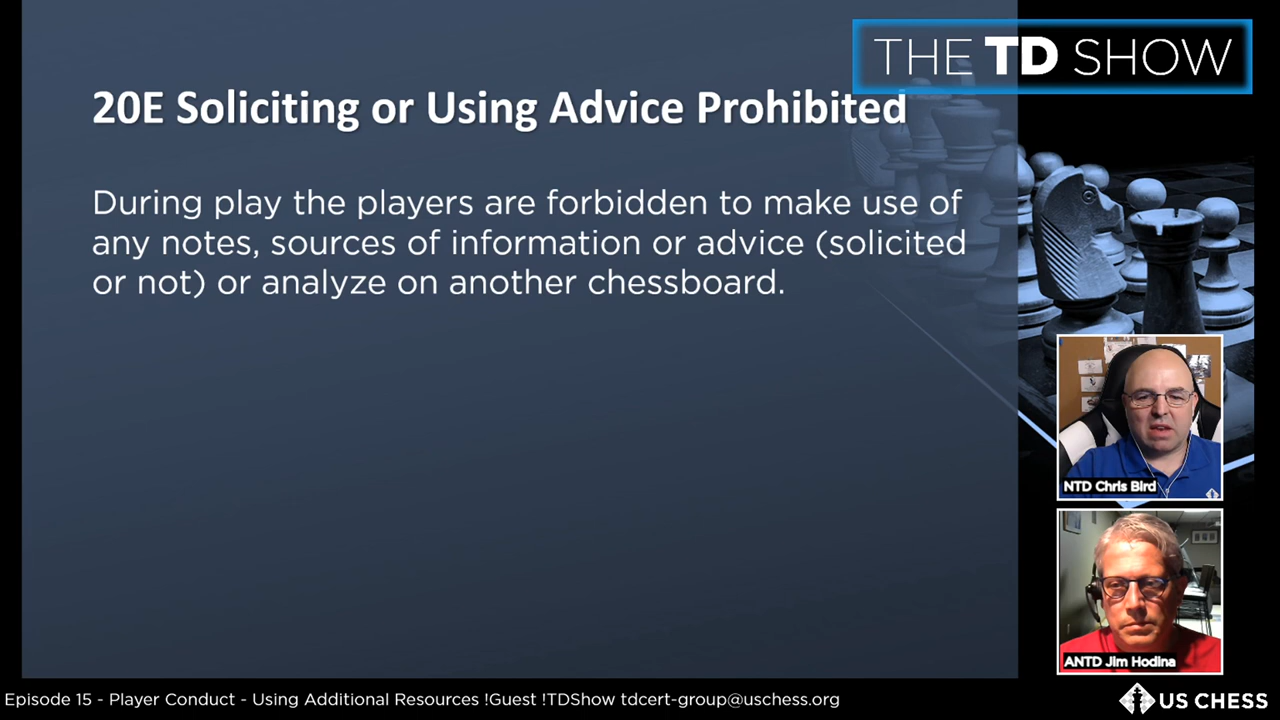 THE TD SHOW
20E Soliciting or Using Advice Prohibited
During play the players are forbidden to make use of
any notes, sources of information or advice (solicited
or not) or analyze on another chessboard.
NTD Chris Bird
ANTD Jim Hodina
Episode 15 - Player Conduct - Using Additional Resources !Guest !TDShow tdcert-group@uschess.org
US CHESS